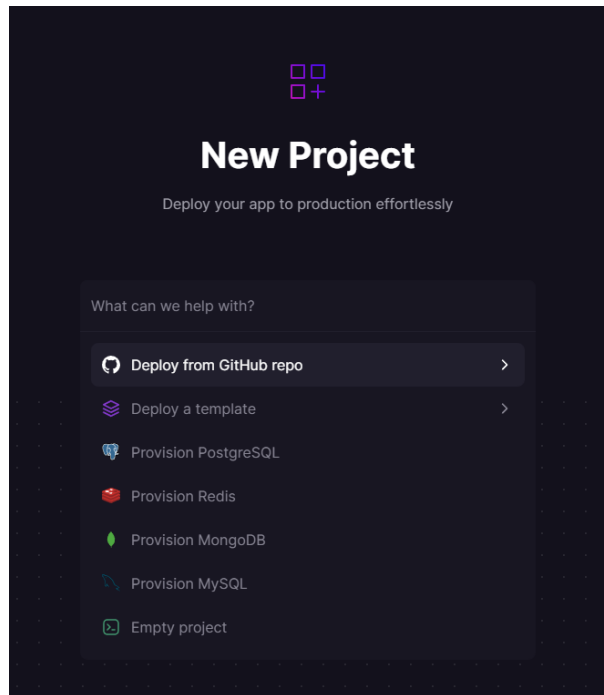 New Project
Deploy your app to production effortlessly
What can we help with?
Deploy from GitHub repo
Deploy a template
Provision PostgreSQL
Provision Redis
Provision MongoDB
Provision MySQL
Empty project